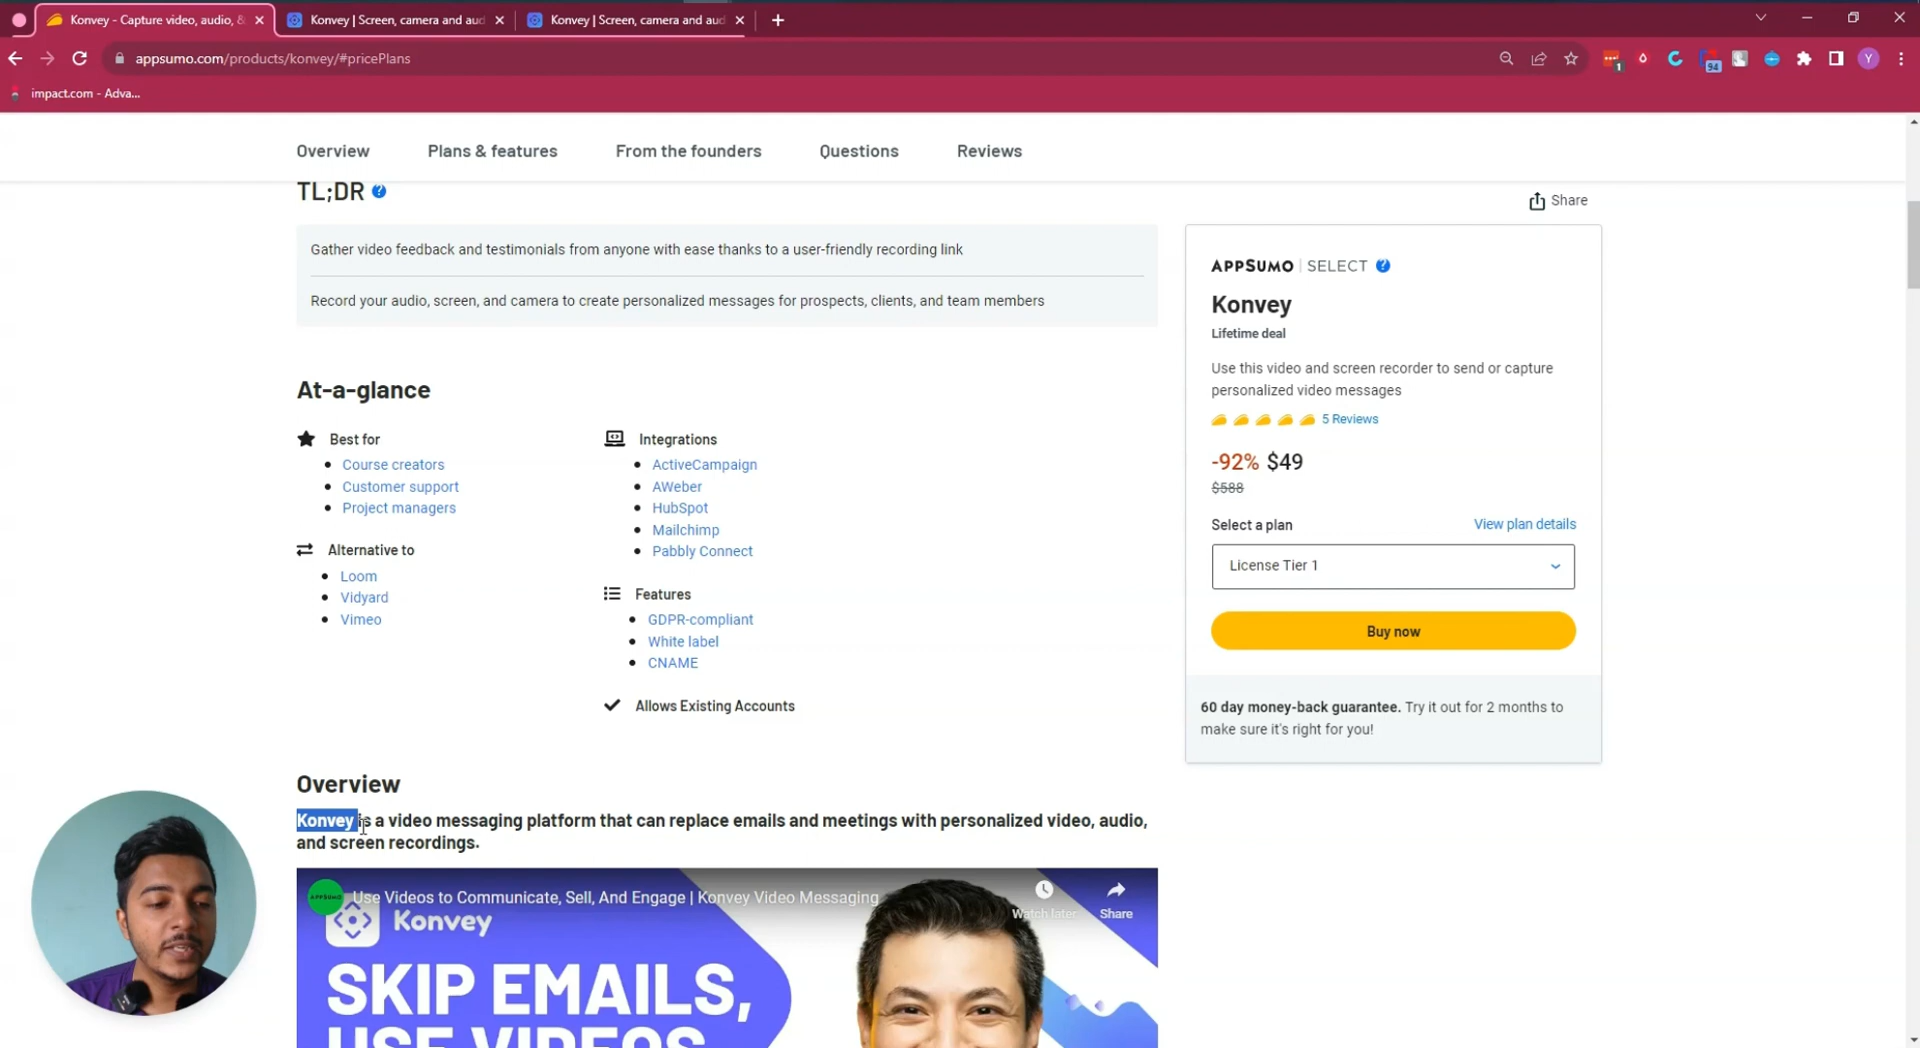 Konvey - Capture video, audio, &
Konvey | Screen, camera and aud
Konvey | Screen, camera and aud
appsumo.com/products/konvey/#pricePlans
1
94
Y
impact.com - Adva...
Overview
Plans & features
From the founders
Questions
Reviews
TL;DR ?
Share
Gather video feedback and testimonials from anyone with ease thanks to a user-friendly recording link
Record your audio, screen, and camera to create personalized messages for prospects, clients, and team members
At-a-glance
Best for
Course creators
Customer support
Project managers
Alternative to
Loom
Vidyard
Vimeo
Integrations
ActiveCampaign
AWeber
HubSpot
Mailchimp
Pabbly Connect
Features
GDPR-compliant
White label
CNAME
Allows Existing Accounts
APPSUMO | SELECT ?
Konvey
Lifetime deal
Use this video and screen recorder to send or capture
personalized video messages
5 Reviews
-92% $49
$588
Select a plan
View plan details
License Tier 1
Buy now
60 day money-back guarantee. Try it out for 2 months to
make sure it's right for you!
Overview
Konvey is a video messaging platform that can replace emails and meetings with personalized video, audio,
and screen recordings.
APPSUMO
Use Videos to Communicate, Sell, And Engage | Konvey Video Messaging
Watch later
Share
Konvey
SKIP EMAILS,
USE VIDEOS